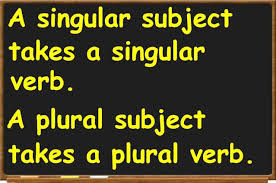 A singular subject
takes a singular
verb.
A plural subject
takes a plural verb.